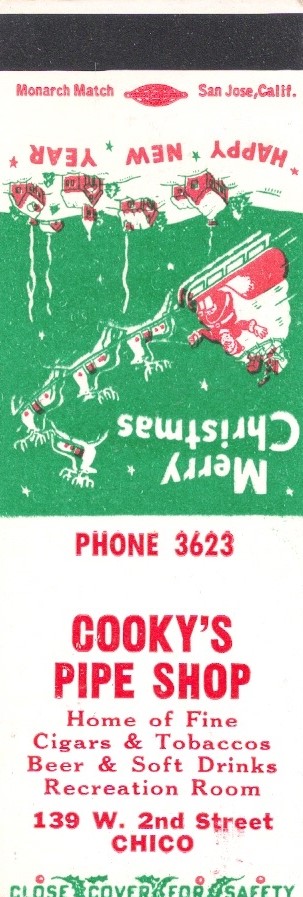 Monarch Match San Jose, Calif.
HAPPY NEW YEAR
Merry
Christmas
PHONE 3623
COOKY'S
PIPE SHOP
Home of Fine
Cigars & Tobaccos
Beer & Soft Drinks
Recreation Room
139 W. 2nd Street
CHICO
CLOSE COVER FOR SAFETY